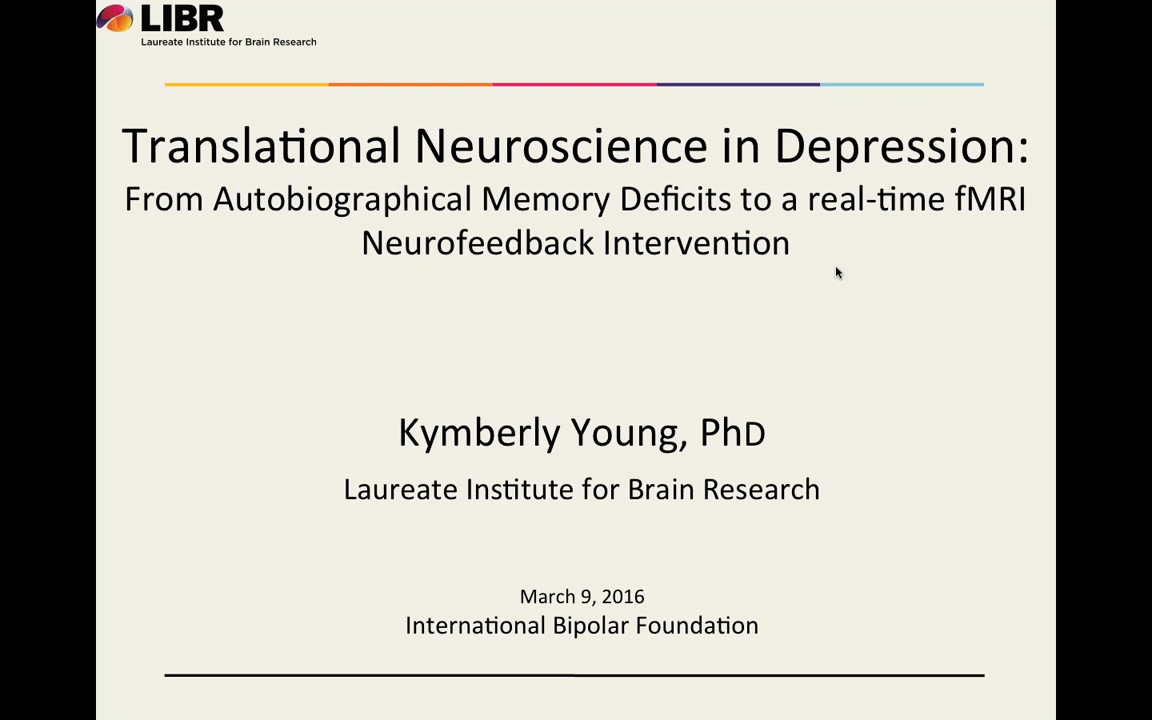 LIBR
Laureate Institute for Brain Research
Translational Neuroscience in Depression:
From Autobiographical Memory Deficits to a real-time fMRI
Neurofeedback Intervention
Kymberly Young, PhD
Laureate Institute for Brain Research
March 9, 2016
International Bipolar Foundation